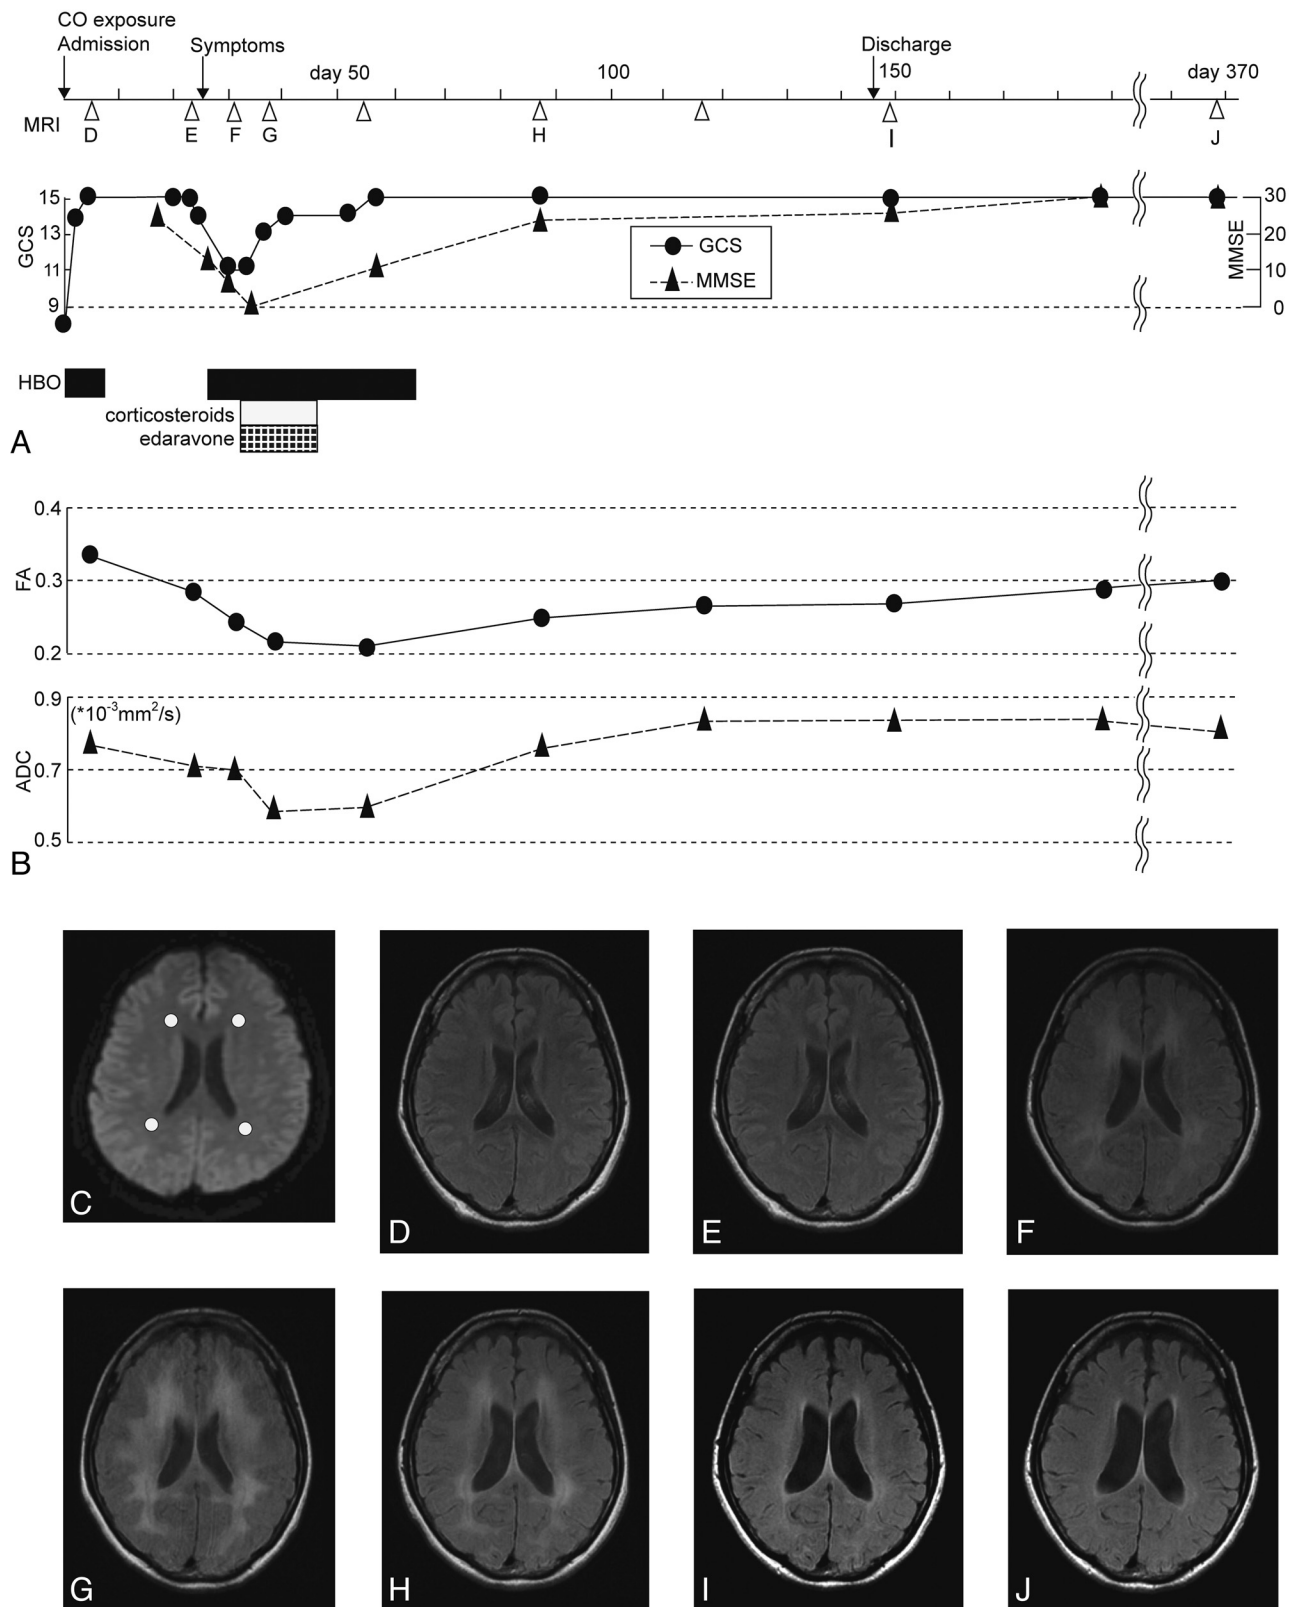 CO exposure
Admission
Symptoms
Discharge
day 50
100
150
day 370
MRI
D
E
F
G
H
I
J
15
13
11
9
GCS
GCS
MMSE
30
20
10
0
MMSE
HBO
corticosteroids
edaravone
A
0.4
0.3
0.2
FA
0.9
(*10-3mm2/s)
0.7
0.5
ADC
B
C
D
E
F
G
H
I
J